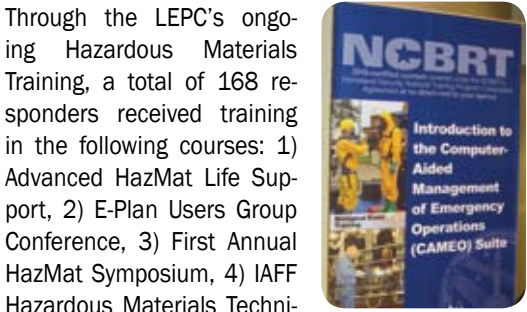 Through the LEPC's ongo-
ing Hazardous Materials
Training, a total of 168 re-
sponders received training
in the following courses: 1)
Advanced HazMat Life Sup-
port, 2) E-Plan Users Group
Conference, 3) First Annual
HazMat Symposium, 4) IAFF
Hazardous Materials Techni-
NCBRT
Introduction to
the Computer-
Aided
Management
of Emergency
Operations
(CAMEO) Suite